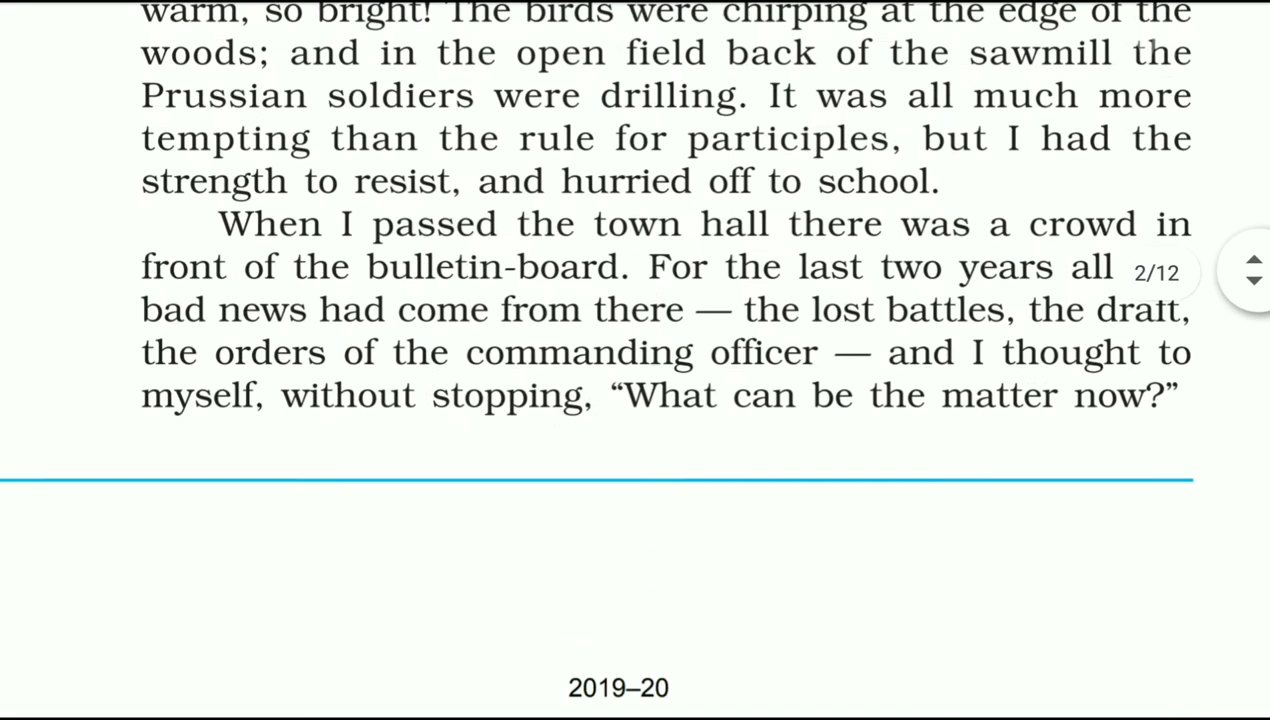 warm, so bright! The birds were chirping at the edge of the
woods; and in the open field back of the sawmill the
Prussian soldiers were drilling. It was all much more
tempting than the rule for participles, but I had the
strength to resist, and hurried off to school.
When I passed the town hall there was a crowd in
front of the bulletin-board. For the last two years all
2/12
bad news had come from there — the lost battles, the draft,
the orders of the commanding officer — and I thought to
myself, without stopping, “What can be the matter now?”
2019–20